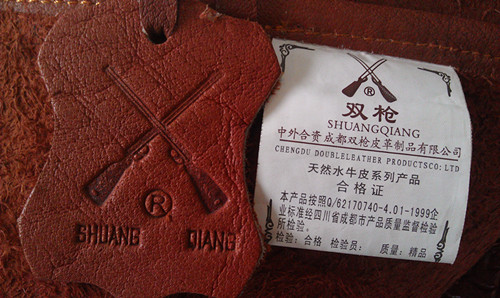 ®
SHUANG QIANG
®
双枪
SHUANGQIANG
中外合资成都双枪皮革制品有限公司
CHENGDU DOUBLELEATHER PRODUCTSCO: LTD
天然水牛皮系列产品
合格证
本产品按照Q/62170740-4.01-1999企
业标准经四川省成都市产品质量监督检验
所检验。
检验：合格 检验员： 质量：精品